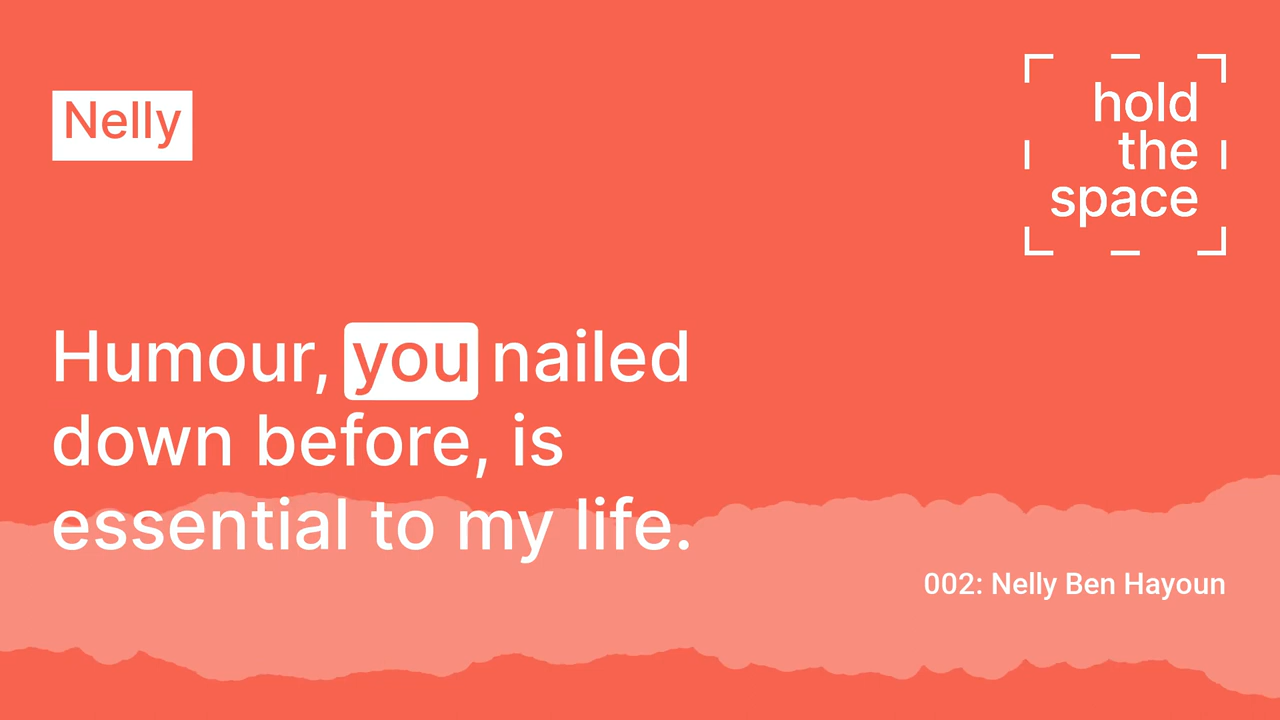 Nelly
hold
the
space
Humour, you nailed
down before, is
essential to my life.
002: Nelly Ben Hayoun